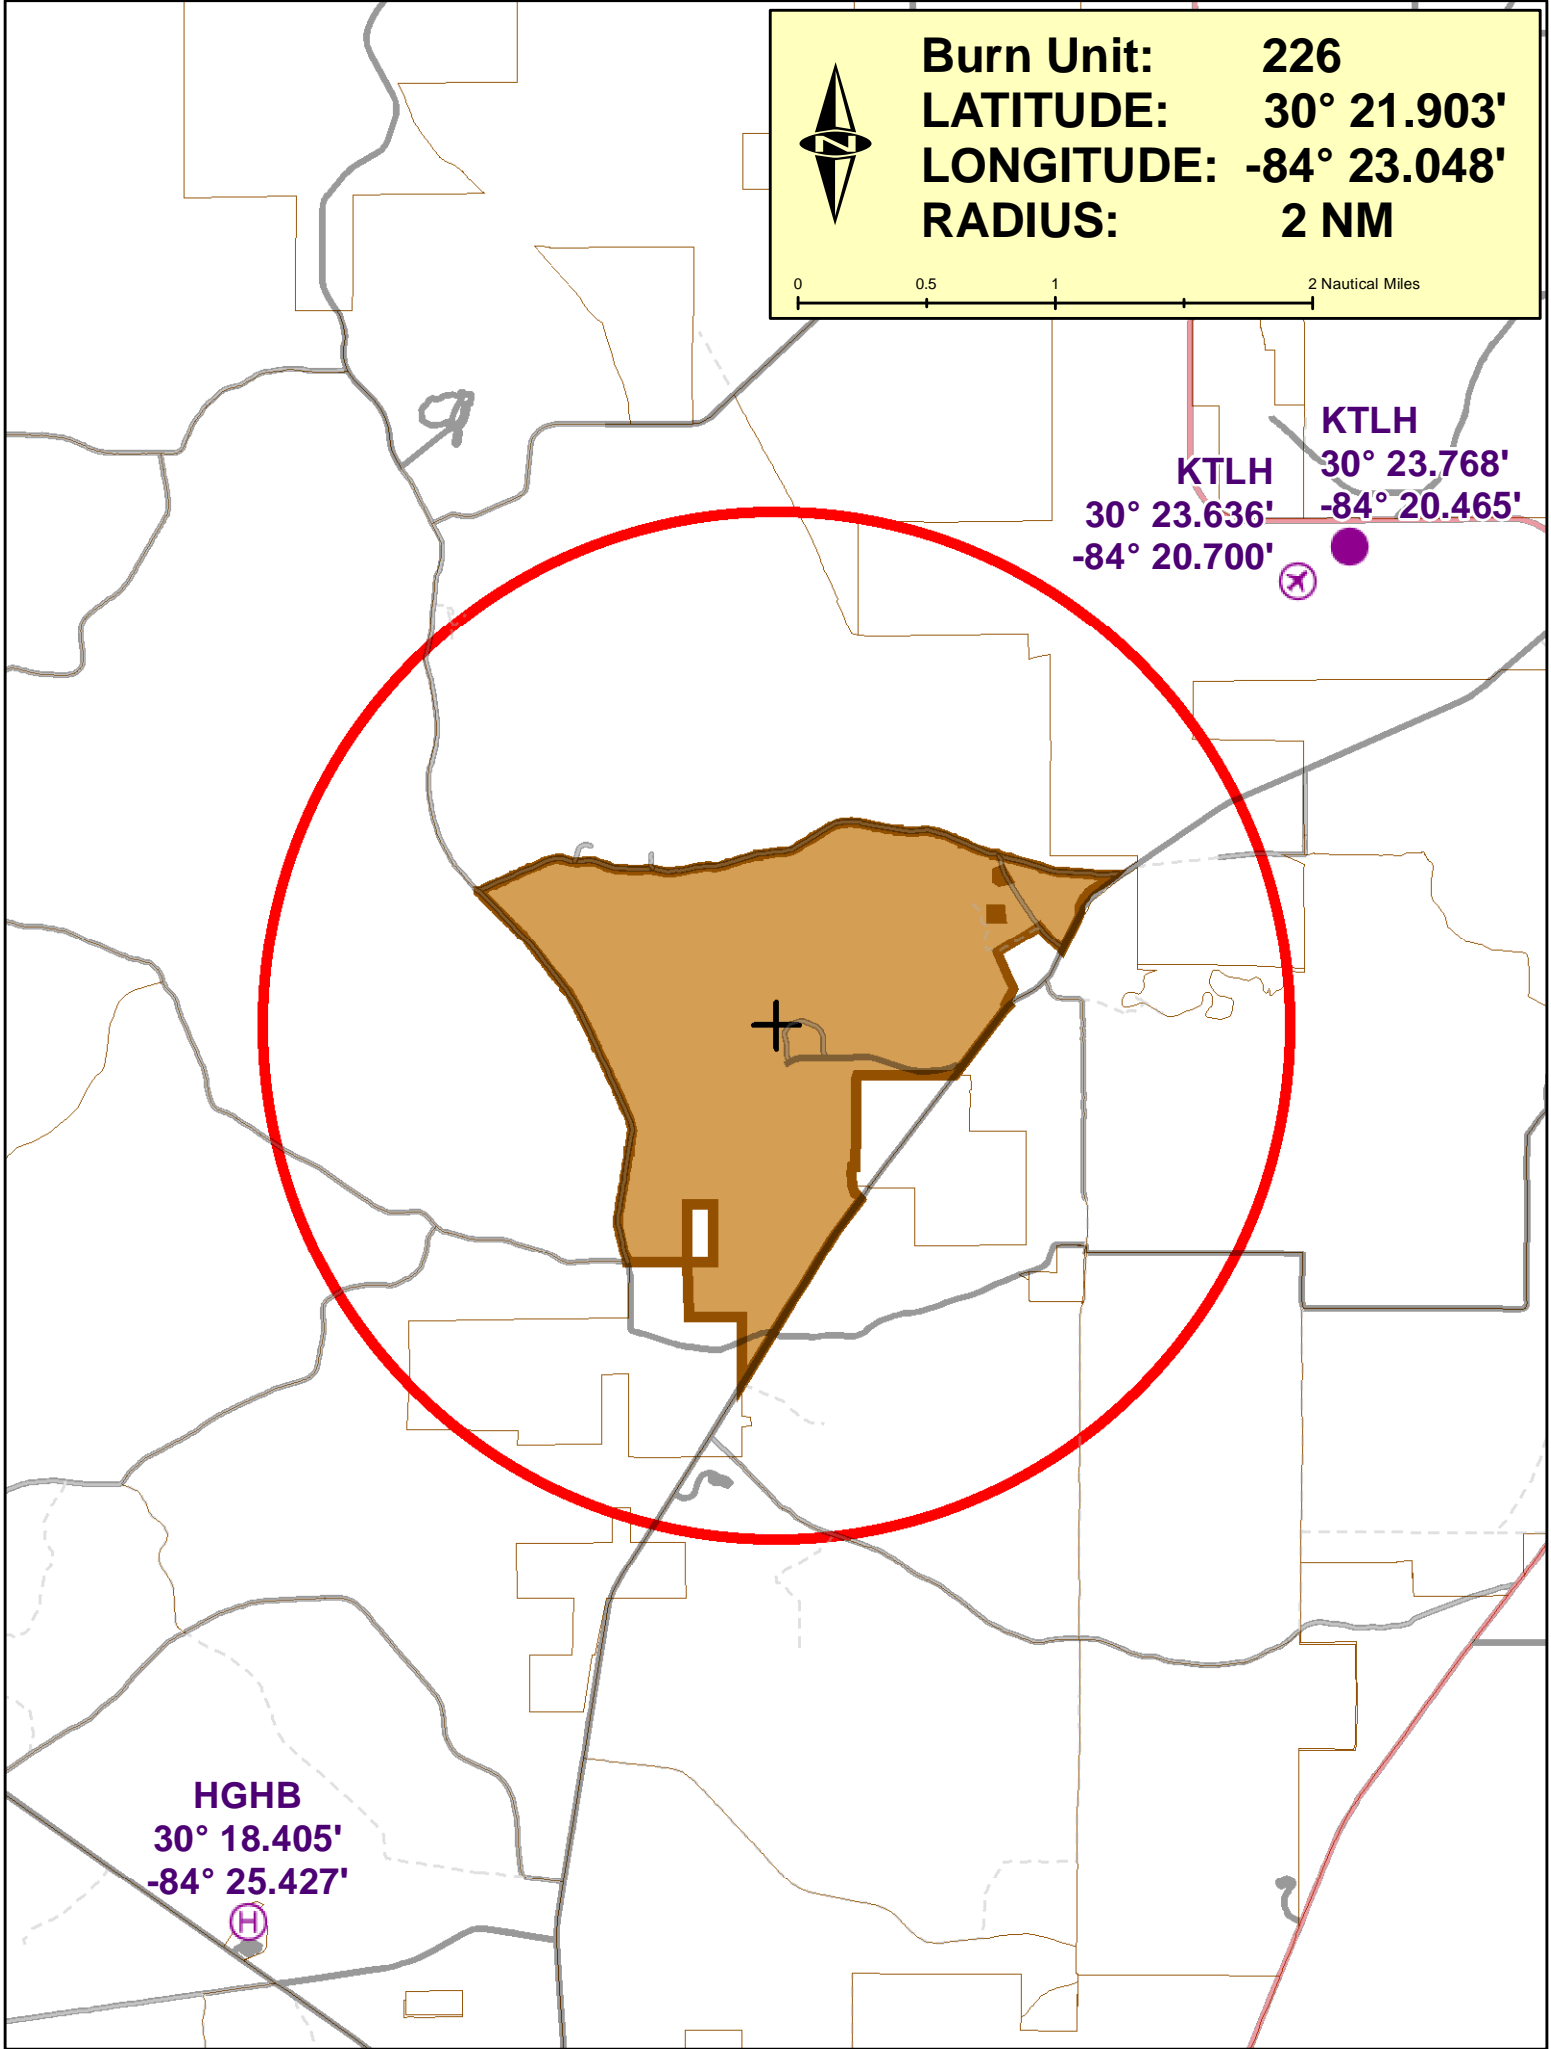 Burn Unit: 226
LATITUDE: 30° 21.903'
LONGITUDE: -84° 23.048'
RADIUS: 2 NM
N
0 0.5 1 2 Nautical Miles
KTLH
30° 23.768'
-84° 20.465'
KTLH
30° 23.636'
-84° 20.700'
HGHB
30° 18.405'
-84° 25.427'
H